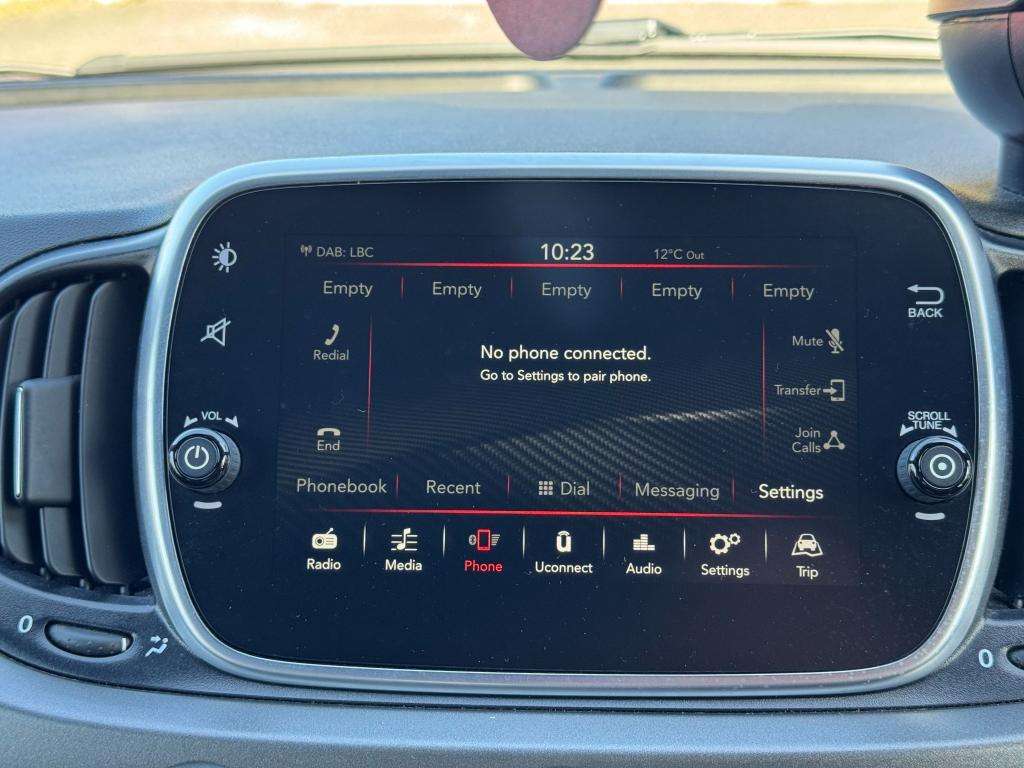 DAB: LBC 10:23 12°C Out
Empty Empty Empty Empty Empty
BACK
Redial
No phone connected.
Go to Settings to pair phone.
Mute
Transfer
VOL
End
Join
Calls
SCROLL
TUNE
Phonebook Recent Dial Messaging Settings
Radio Media Phone Uconnect Audio Settings Trip
0 0